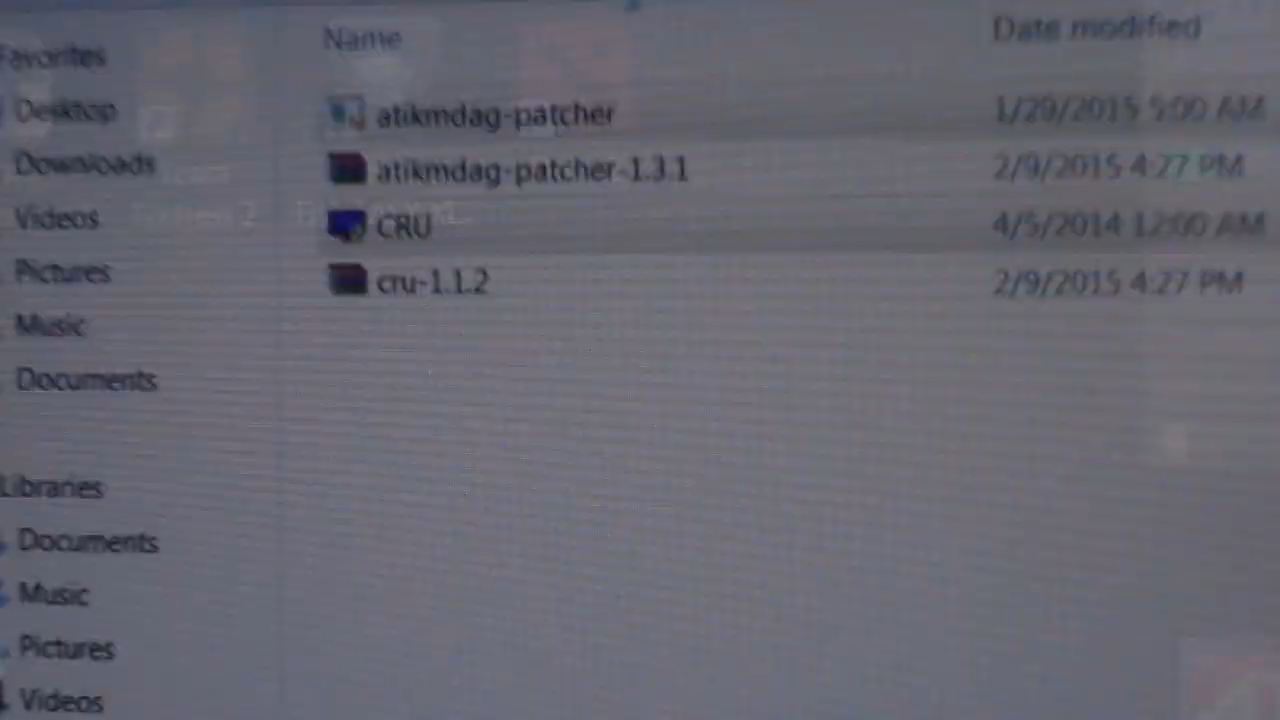 Name
Date modified
Favorites
Desktop
Downloads
Videos
Pictures
Music
Documents
Libraries
Documents
Music
Pictures
Videos
atikmdag-patcher
1/29/2015 9:00 AM
atikmdag-patcher-1.3.1
2/9/2015 4:27 PM
CRU
4/5/2014 12:00 AM
cru-1.1.2
2/9/2015 4:27 PM